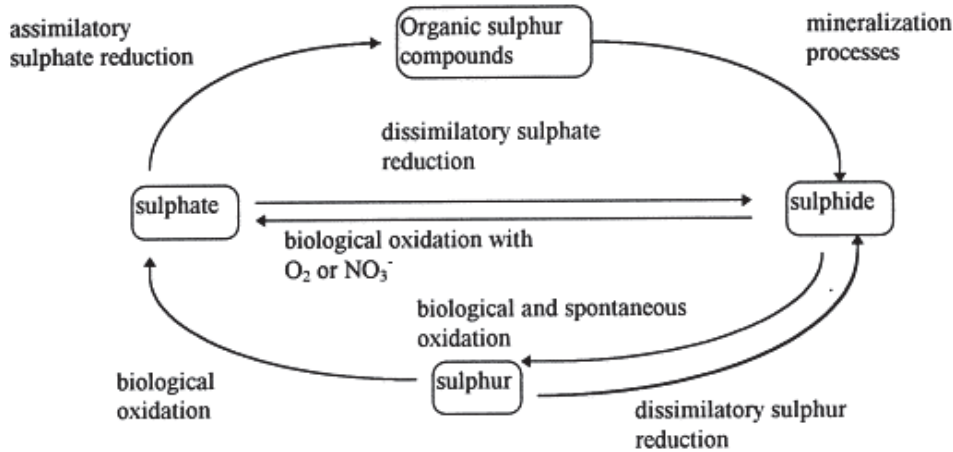 assimilatory
sulphate reduction
Organic sulphur
compounds
mineralization
processes
dissimilatory sulphate
reduction
sulphate
sulphide
biological oxidation with
O₂ or NO₃⁻
biological and spontaneous
oxidation
sulphur
biological
oxidation
dissimilatory sulphur
reduction